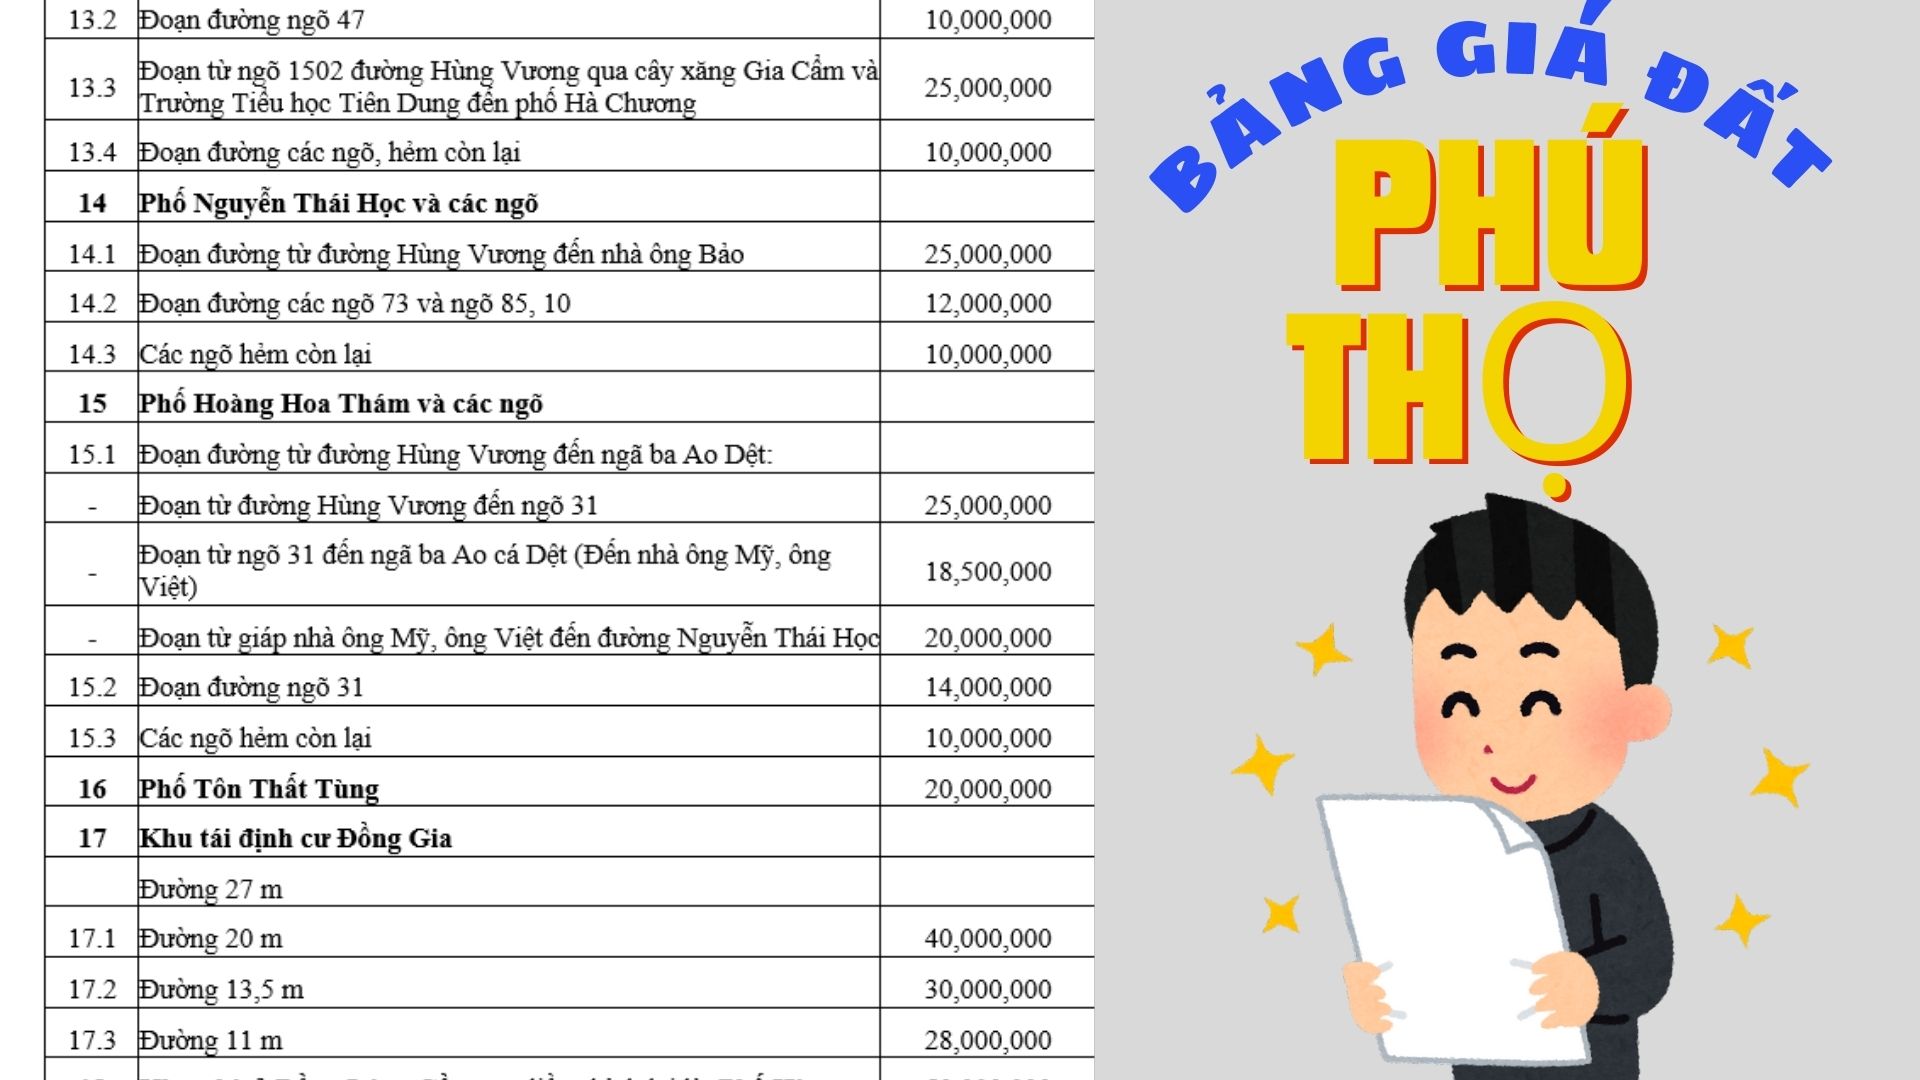 13.2 Đoạn đường ngõ 47 10,000,000
13.3 Đoạn từ ngõ 1502 đường Hùng Vương qua cây xăng Gia Cẩm và
Trường Tiểu học Tiên Dung đến phố Hà Chương 25,000,000
13.4 Đoạn đường các ngõ, hẻm còn lại 10,000,000
14 Phố Nguyễn Thái Học và các ngõ
14.1 Đoạn đường từ đường Hùng Vương đến nhà ông Bảo 25,000,000
14.2 Đoạn đường các ngõ 73 và ngõ 85, 10 12,000,000
14.3 Các ngõ hẻm còn lại 10,000,000
15 Phố Hoàng Hoa Thám và các ngõ
15.1 Đoạn đường từ đường Hùng Vương đến ngã ba Ao Dệt:
- Đoạn từ đường Hùng Vương đến ngõ 31 25,000,000
- Đoạn từ ngõ 31 đến ngã ba Ao cá Dệt (Đến nhà ông Mỹ, ông
Việt) 18,500,000
- Đoạn từ giáp nhà ông Mỹ, ông Việt đến đường Nguyễn Thái Học 20,000,000
15.2 Đoạn đường ngõ 31 14,000,000
15.3 Các ngõ hẻm còn lại 10,000,000
16 Phố Tôn Thất Tùng 20,000,000
17 Khu tái định cư Đồng Gia
Đường 27 m
17.1 Đường 20 m 40,000,000
17.2 Đường 13,5 m 30,000,000
17.3 Đường 11 m 28,000,000
BẢNG GIÁ ĐẤT
PHÚ
THỌ